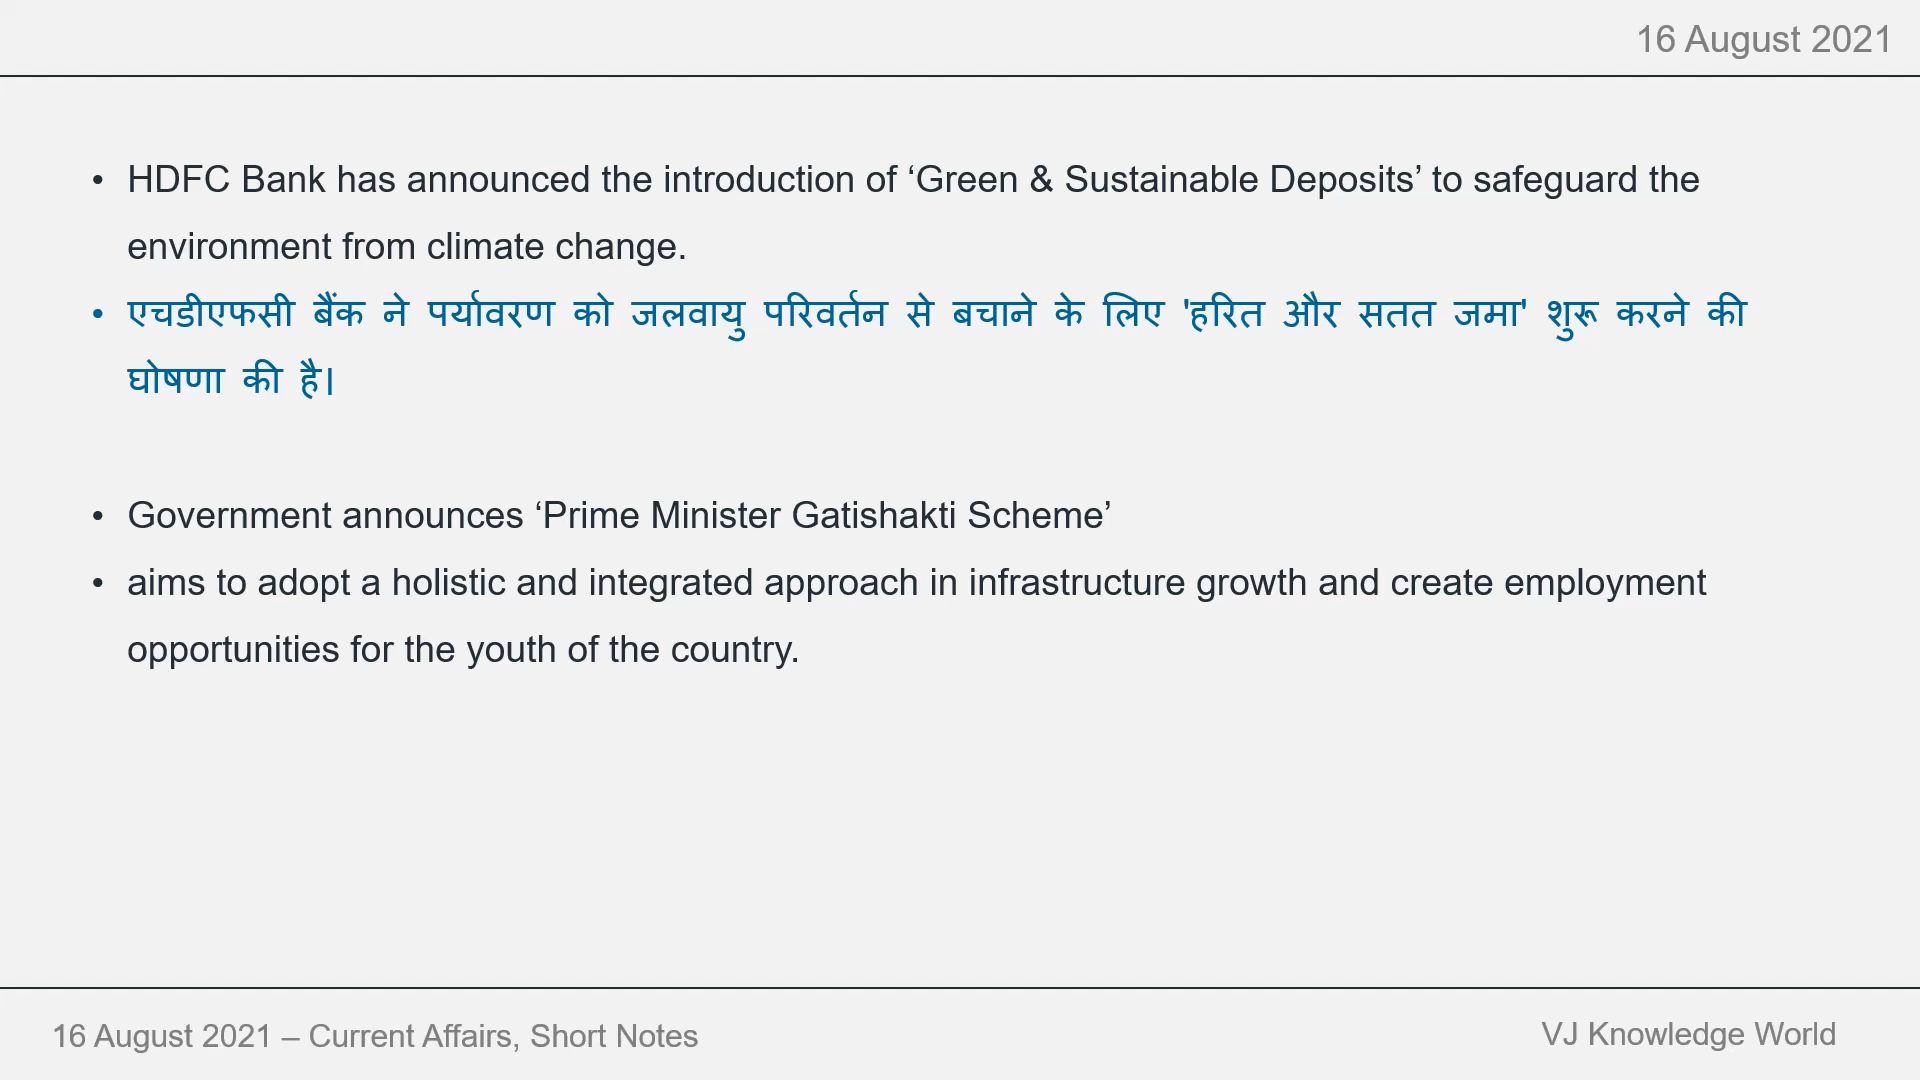 16 August 2021
• HDFC Bank has announced the introduction of ‘Green & Sustainable Deposits’ to safeguard the
environment from climate change.
• एचडीएफसी बैंक ने पर्यावरण को जलवायु परिवर्तन से बचाने के लिए 'हरित और सतत जमा' शुरू करने की
घोषणा की है।
• Government announces ‘Prime Minister Gatishakti Scheme’
• aims to adopt a holistic and integrated approach in infrastructure growth and create employment
opportunities for the youth of the country.
16 August 2021 – Current Affairs, Short Notes
VJ Knowledge World